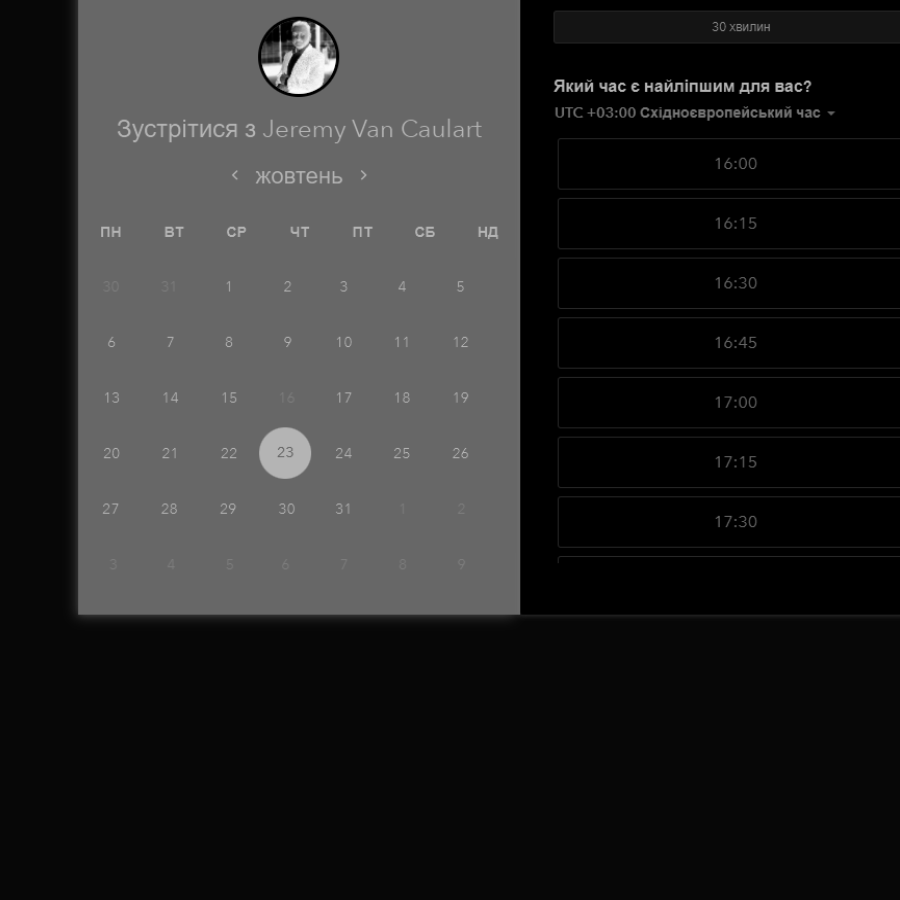 Зустрітися з Jeremy Van Caulart
жовтень
ПН ВТ СР ЧТ ПТ СБ НД
30 31 1 2 3 4 5
6 7 8 9 10 11 12
13 14 15 16 17 18 19
20 21 22 23 24 25 26
27 28 29 30 31 1 2
3 4 5 6 7 8 9
30 хвилин
Який час є найліпшим для вас?
UTC +03:00 Східноєвропейський час
16:00
16:15
16:30
16:45
17:00
17:15
17:30